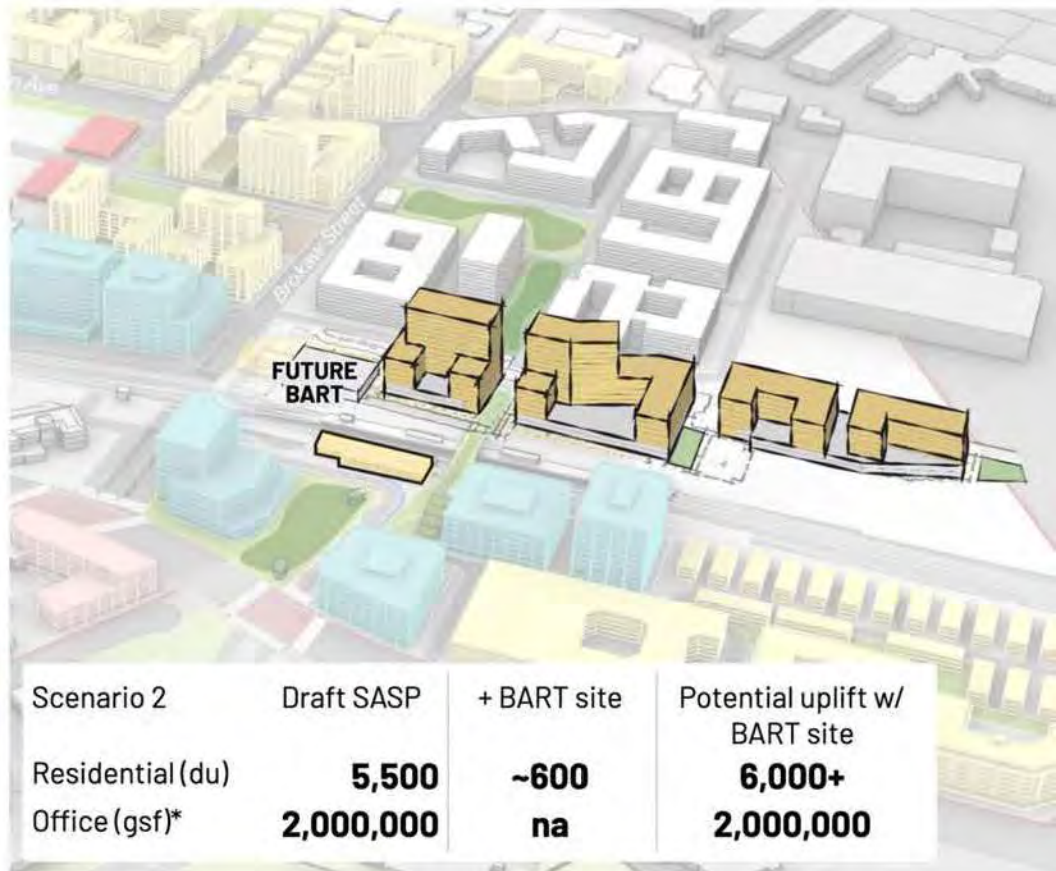 Brokaw Street
FUTURE
BART
Scenario 2 Draft SASP + BART site Potential uplift w/
BART site
Residential (du) 5,500 ~600 6,000+
Office (gsf)* 2,000,000 na 2,000,000